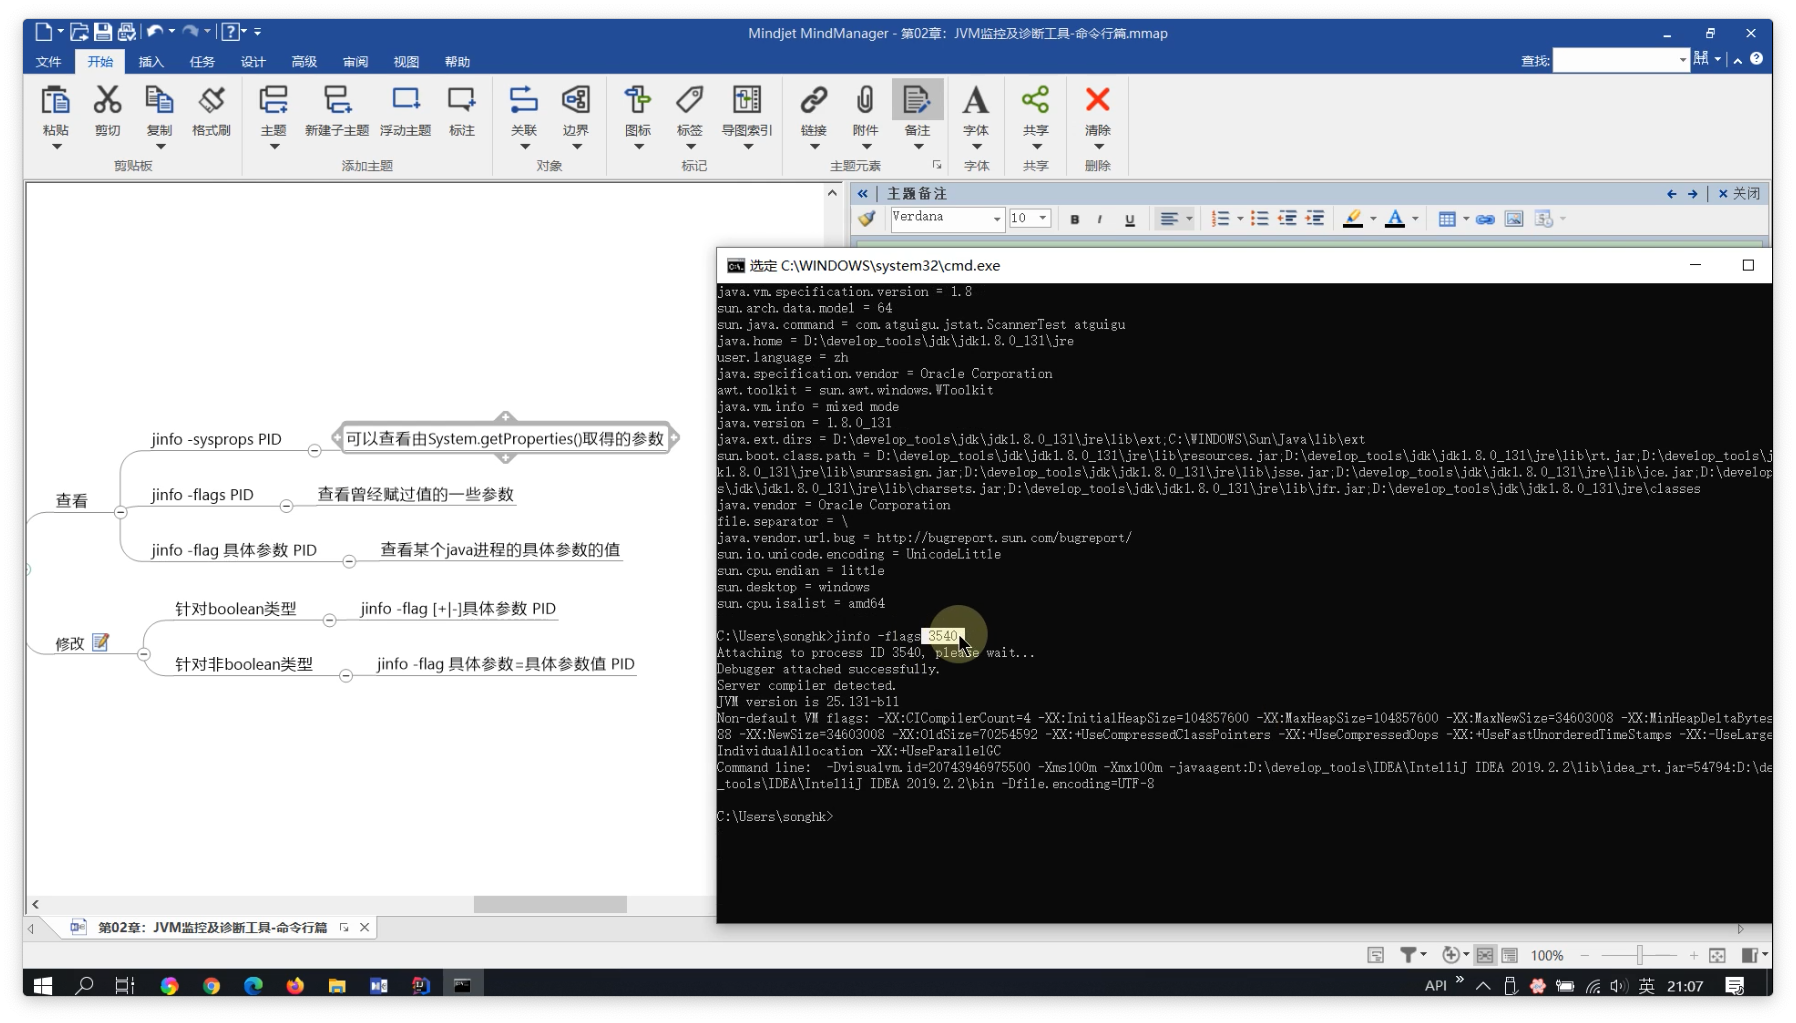 Mindjet MindManager - 第02章：JVM监控及诊断工具-命令行篇.mmap
文件 开始 插入 任务 设计 高级 审阅 视图 帮助 查找:
粘贴 剪切 复制 格式刷 主题 新建子主题 浮动主题 标注 关联 边界 图标 标签 导图索引 链接 附件 备注 字体 共享 清除
剪贴板 添加主题 对象 标记 主题元素 字体 共享 删除
主题备注 关闭
Verdana 10 B I U A
jinfo -sysprops PID 可以查看由System.getProperties()取得的参数
查看
jinfo -flags PID 查看曾经赋过值的一些参数
jinfo -flag 具体参数 PID 查看某个java进程的具体参数的值
针对boolean类型 jinfo -flag [+|-]具体参数 PID
修改
针对非boolean类型 jinfo -flag 具体参数=具体参数值 PID
选定 C:\WINDOWS\system32\cmd.exe
java.vm.specification.version = 1.8
sun.arch.data.model = 64
sun.java.command = com.atguigu.jstat.ScannerTest atguigu
java.home = D:\develop_tools\jdk\jdk1.8.0_131\jre
user.language = zh
java.specification.vendor = Oracle Corporation
awt.toolkit = sun.awt.windows.WToolkit
java.vm.info = mixed mode
java.version = 1.8.0_131
java.ext.dirs = D:\develop_tools\jdk\jdk1.8.0_131\jre\lib\ext;C:\WINDOWS\Sun\Java\lib\ext
sun.boot.class.path = D:\develop_tools\jdk\jdk1.8.0_131\jre\lib\resources.jar;D:\develop_tools\jdk\jdk1.8.0_131\jre\lib\rt.jar;D:\develop_tools\j
k1.8.0_131\jre\lib\sunrsasign.jar;D:\develop_tools\jdk\jdk1.8.0_131\jre\lib\jsse.jar;D:\develop_tools\jdk\jdk1.8.0_131\jre\lib\jce.jar;D:\develop
s\jdk\jdk1.8.0_131\jre\lib\charsets.jar;D:\develop_tools\jdk\jdk1.8.0_131\jre\lib\jfr.jar;D:\develop_tools\jdk\jdk1.8.0_131\jre\classes
java.vendor = Oracle Corporation
file.separator = \
java.vendor.url.bug = http://bugreport.sun.com/bugreport/
sun.io.unicode.encoding = UnicodeLittle
sun.cpu.endian = little
sun.desktop = windows
sun.cpu.isalist = amd64
C:\Users\songhk>jinfo -flags 3540
Attaching to process ID 3540, please wait...
Debugger attached successfully.
Server compiler detected.
JVM version is 25.131-b11
Non-default VM flags: -XX:CICompilerCount=4 -XX:InitialHeapSize=104857600 -XX:MaxHeapSize=104857600 -XX:MaxNewSize=34603008 -XX:MinHeapDeltaBytes
88 -XX:NewSize=34603008 -XX:OldSize=70254592 -XX:+UseCompressedClassPointers -XX:+UseCompressedOops -XX:+UseFastUnorderedTimeStamps -XX:-UseLarge
IndividualAllocation -XX:+UseParallelGC
Command line:  -Dvisualvm.id=20743946975500 -Xms100m -Xmx100m -javaagent:D:\develop_tools\IDEA\IntelliJ IDEA 2019.2.2\lib\idea_rt.jar=54794:D:\de
_tools\IDEA\IntelliJ IDEA 2019.2.2\bin -Dfile.encoding=UTF-8
C:\Users\songhk>
第02章：JVM监控及诊断工具-命令行篇
100%
API 英 21:07